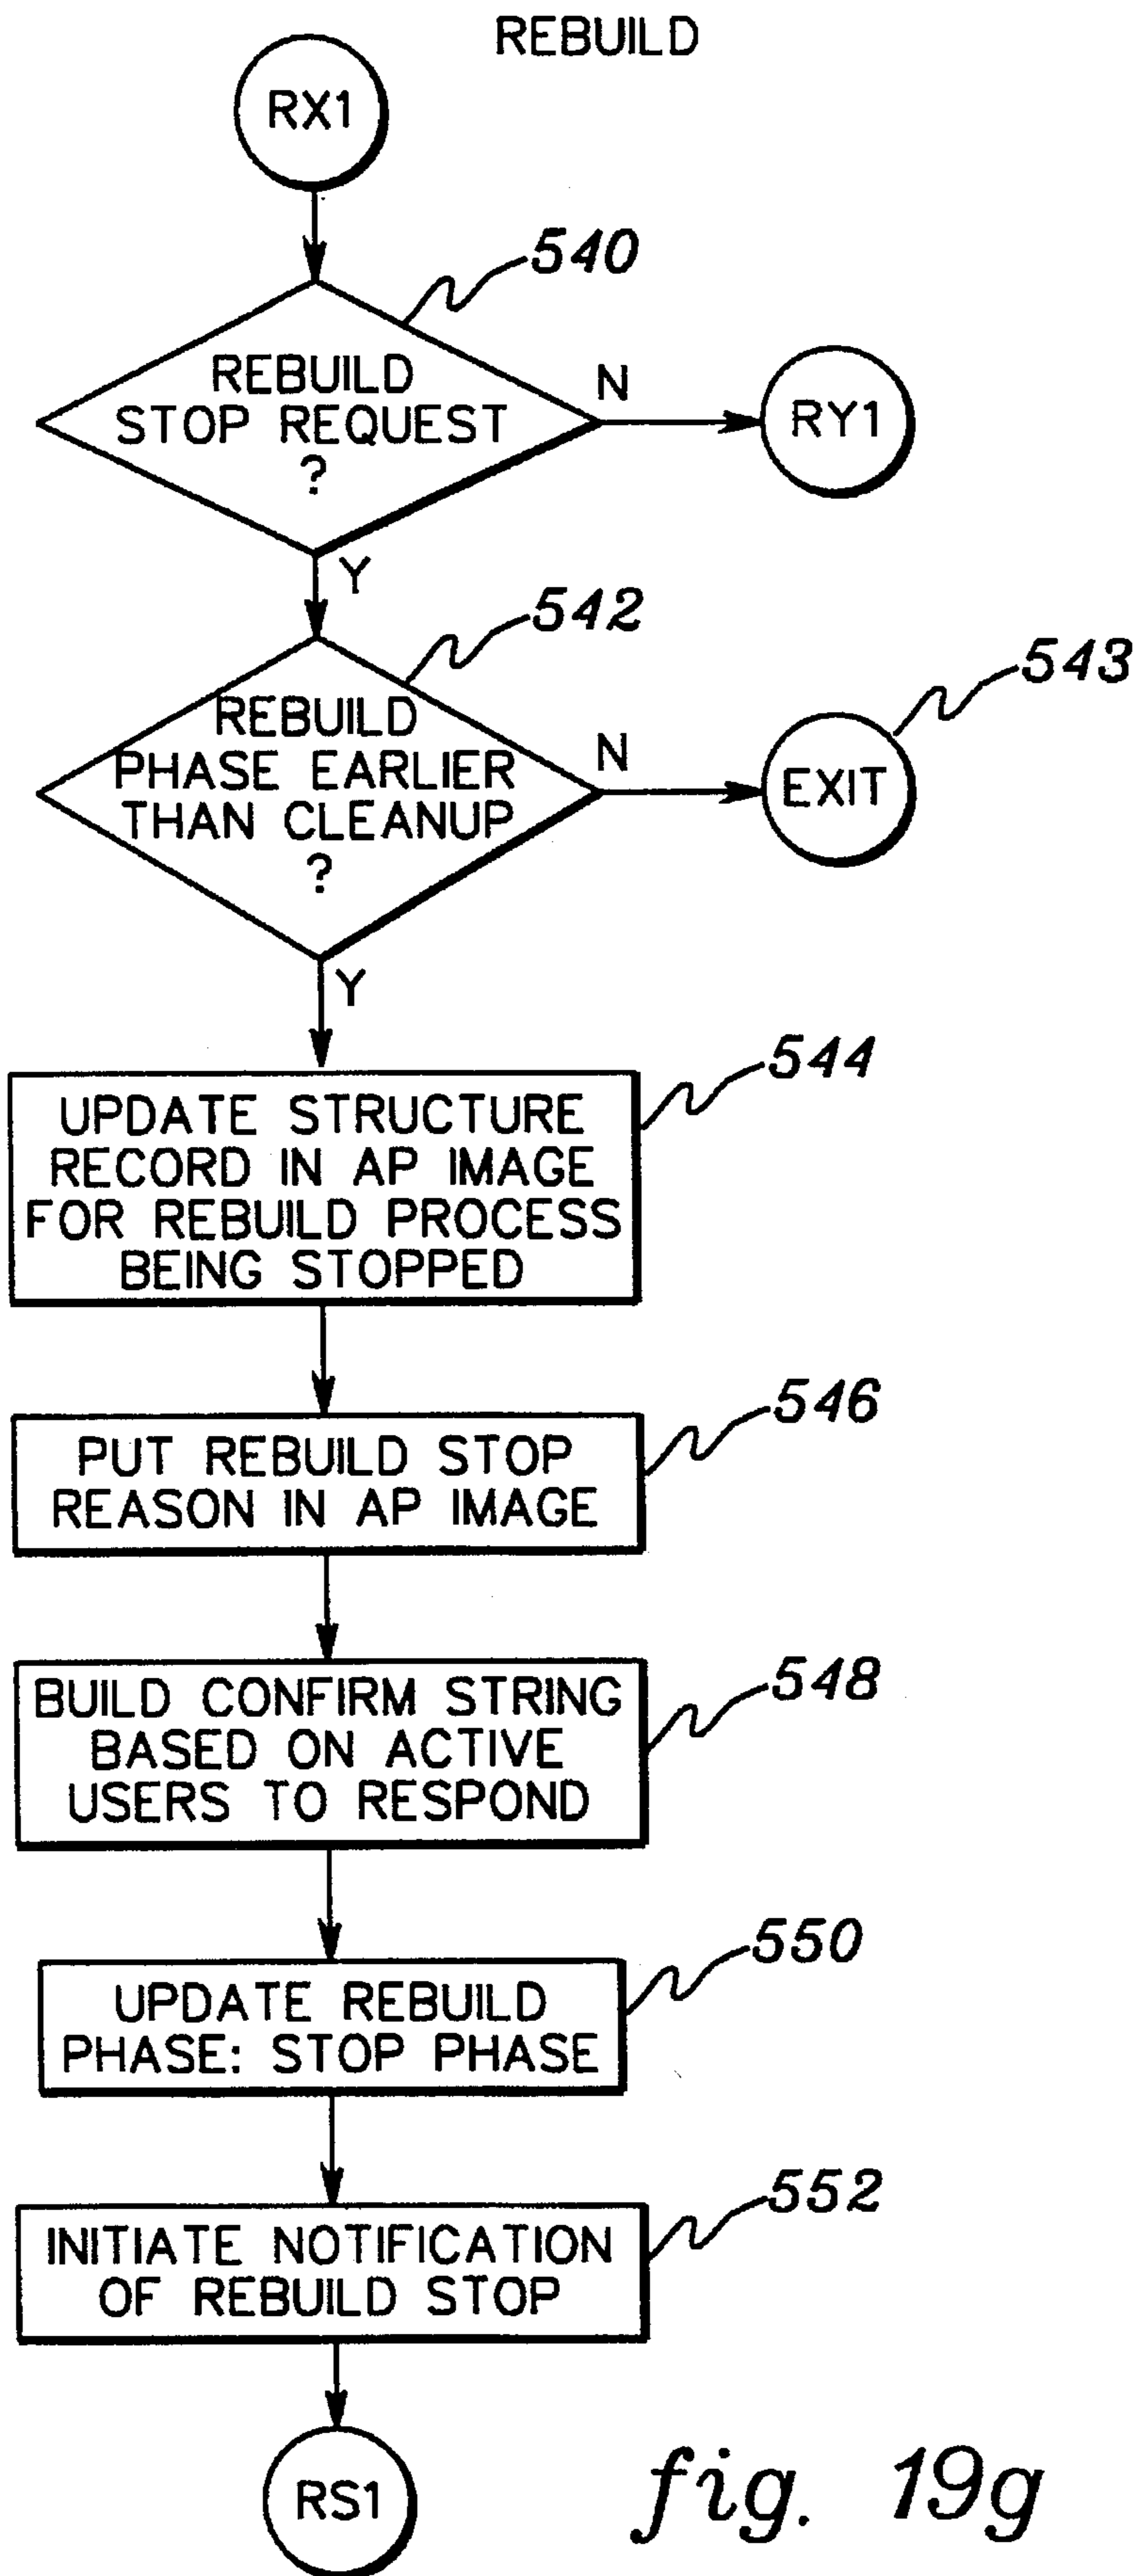 REBUILD
RX1
540
REBUILD
STOP REQUEST
?
N
RY1
Y
542
REBUILD
PHASE EARLIER
THAN CLEANUP
?
N
EXIT
543
Y
544
UPDATE STRUCTURE
RECORD IN AP IMAGE
FOR REBUILD PROCESS
BEING STOPPED
546
PUT REBUILD STOP
REASON IN AP IMAGE
548
BUILD CONFIRM STRING
BASED ON ACTIVE
USERS TO RESPOND
550
UPDATE REBUILD
PHASE: STOP PHASE
552
INITIATE NOTIFICATION
OF REBUILD STOP
RS1
fig. 19g